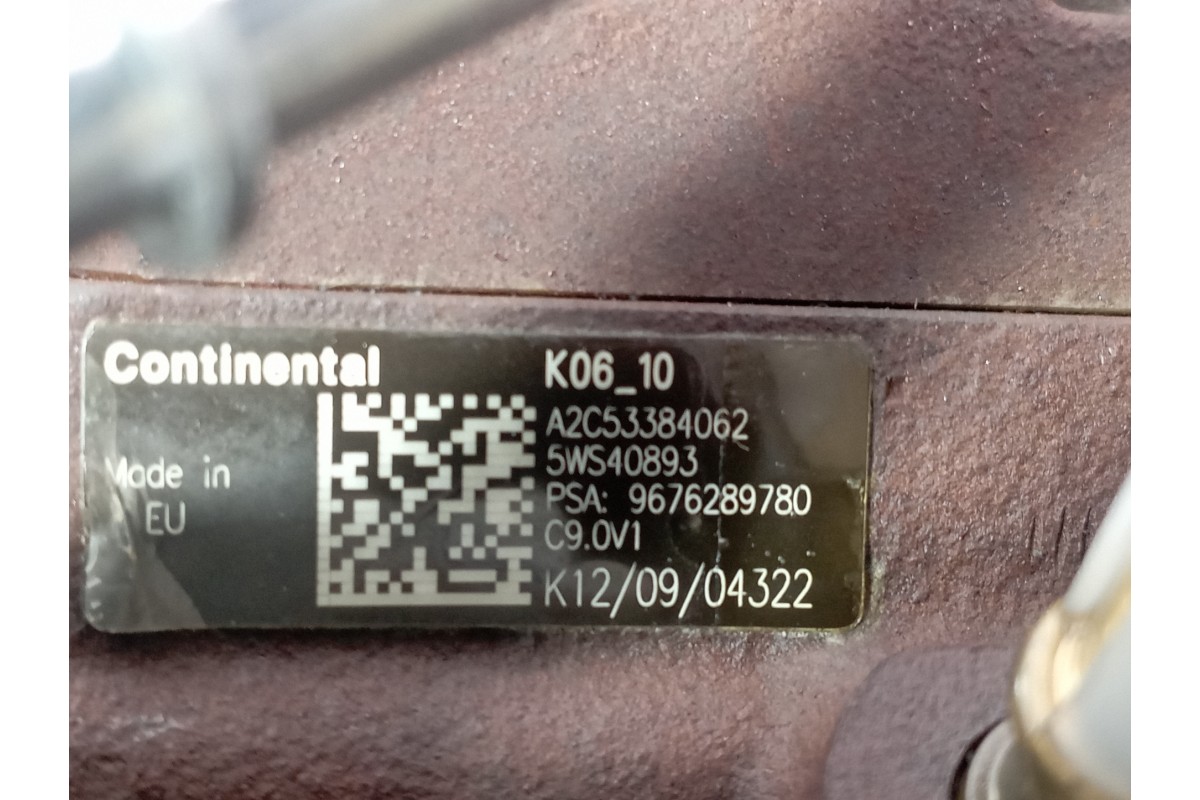 Continental
Made in
EU
K06_10
A2C53384062
5WS40893
PSA: 9676289780
C9.0V1
K12/09/04322